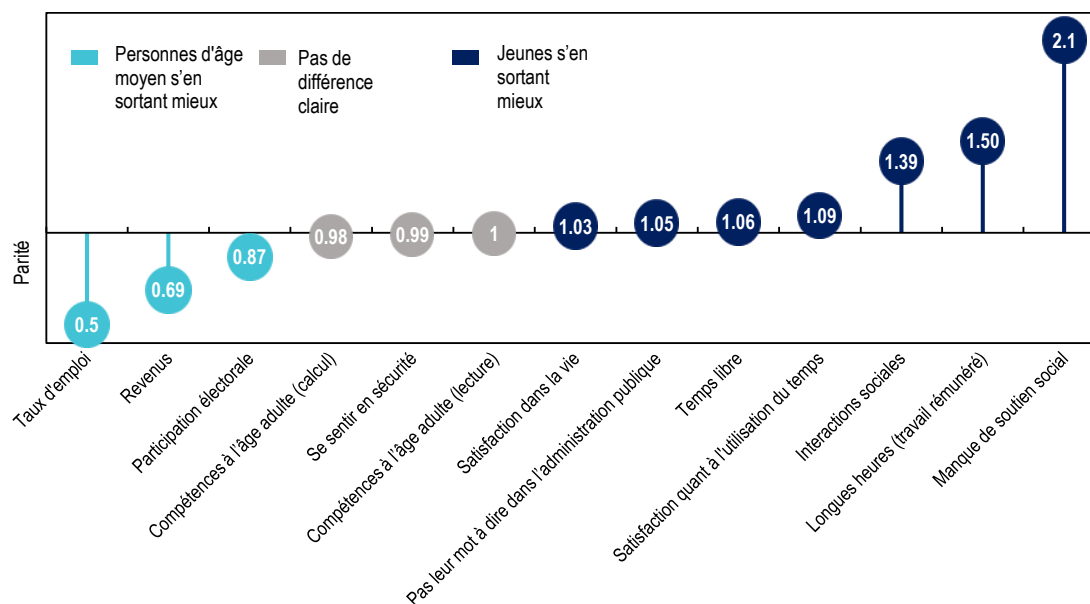 Personnes d'âge
moyen s'en
sortant mieux
Pas de
différence
claire
Jeunes s'en
sortant
mieux
Parité
0.5
0.69
0.87
0.98
0.99
1
1.03
1.05
1.06
1.09
1.39
1.50
2.1
Taux d'emploi
Revenus
Participation électorale
Compétences à l'âge adulte (calcul)
Se sentir en sécurité
Compétences à l'âge adulte (lecture)
Satisfaction dans la vie
Pas leur mot à dire dans l'administration publique
Temps libre
Satisfaction quant à l'utilisation du temps
Interactions sociales
Longues heures (travail rémunéré)
Manque de soutien social